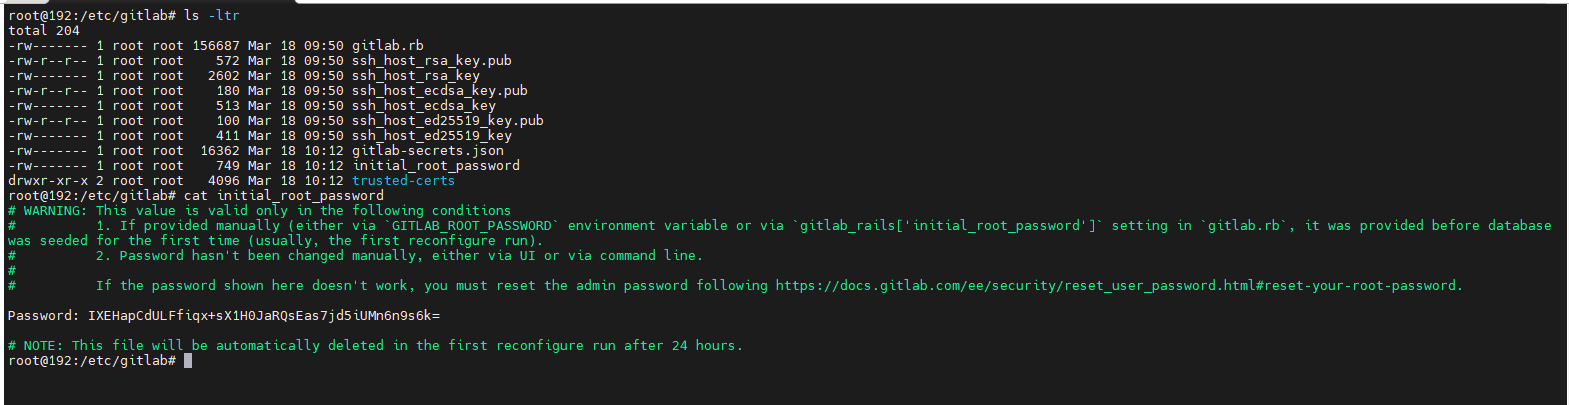 root@192:/etc/gitlab# ls -ltr
total 204
-rw------- 1 root root 156687 Mar 18 09:50 gitlab.rb
-rw-r--r-- 1 root root    572 Mar 18 09:50 ssh_host_rsa_key.pub
-rw------- 1 root root   2602 Mar 18 09:50 ssh_host_rsa_key
-rw-r--r-- 1 root root    180 Mar 18 09:50 ssh_host_ecdsa_key.pub
-rw------- 1 root root    513 Mar 18 09:50 ssh_host_ecdsa_key
-rw-r--r-- 1 root root    100 Mar 18 09:50 ssh_host_ed25519_key.pub
-rw------- 1 root root    411 Mar 18 09:50 ssh_host_ed25519_key
-rw------- 1 root root  16362 Mar 18 10:12 gitlab-secrets.json
-rw------- 1 root root    749 Mar 18 10:12 initial_root_password
drwxr-xr-x 2 root root   4096 Mar 18 10:12 trusted-certs
root@192:/etc/gitlab# cat initial_root_password
# WARNING: This value is valid only in the following conditions
#          1. If provided manually (either via `GITLAB_ROOT_PASSWORD` environment variable or via `gitlab_rails['initial_root_password']` setting in `gitlab.rb`, it was provided before database
was seeded for the first time (usually, the first reconfigure run).
#          2. Password hasn't been changed manually, either via UI or via command line.
#
#          If the password shown here doesn't work, you must reset the admin password following https://docs.gitlab.com/ee/security/reset_user_password.html#reset-your-root-password.
Password: IXEHapCdULFfiqx+sX1H0JaRQsEas7jd5iUMn6n9s6k=
# NOTE: This file will be automatically deleted in the first reconfigure run after 24 hours.
root@192:/etc/gitlab#